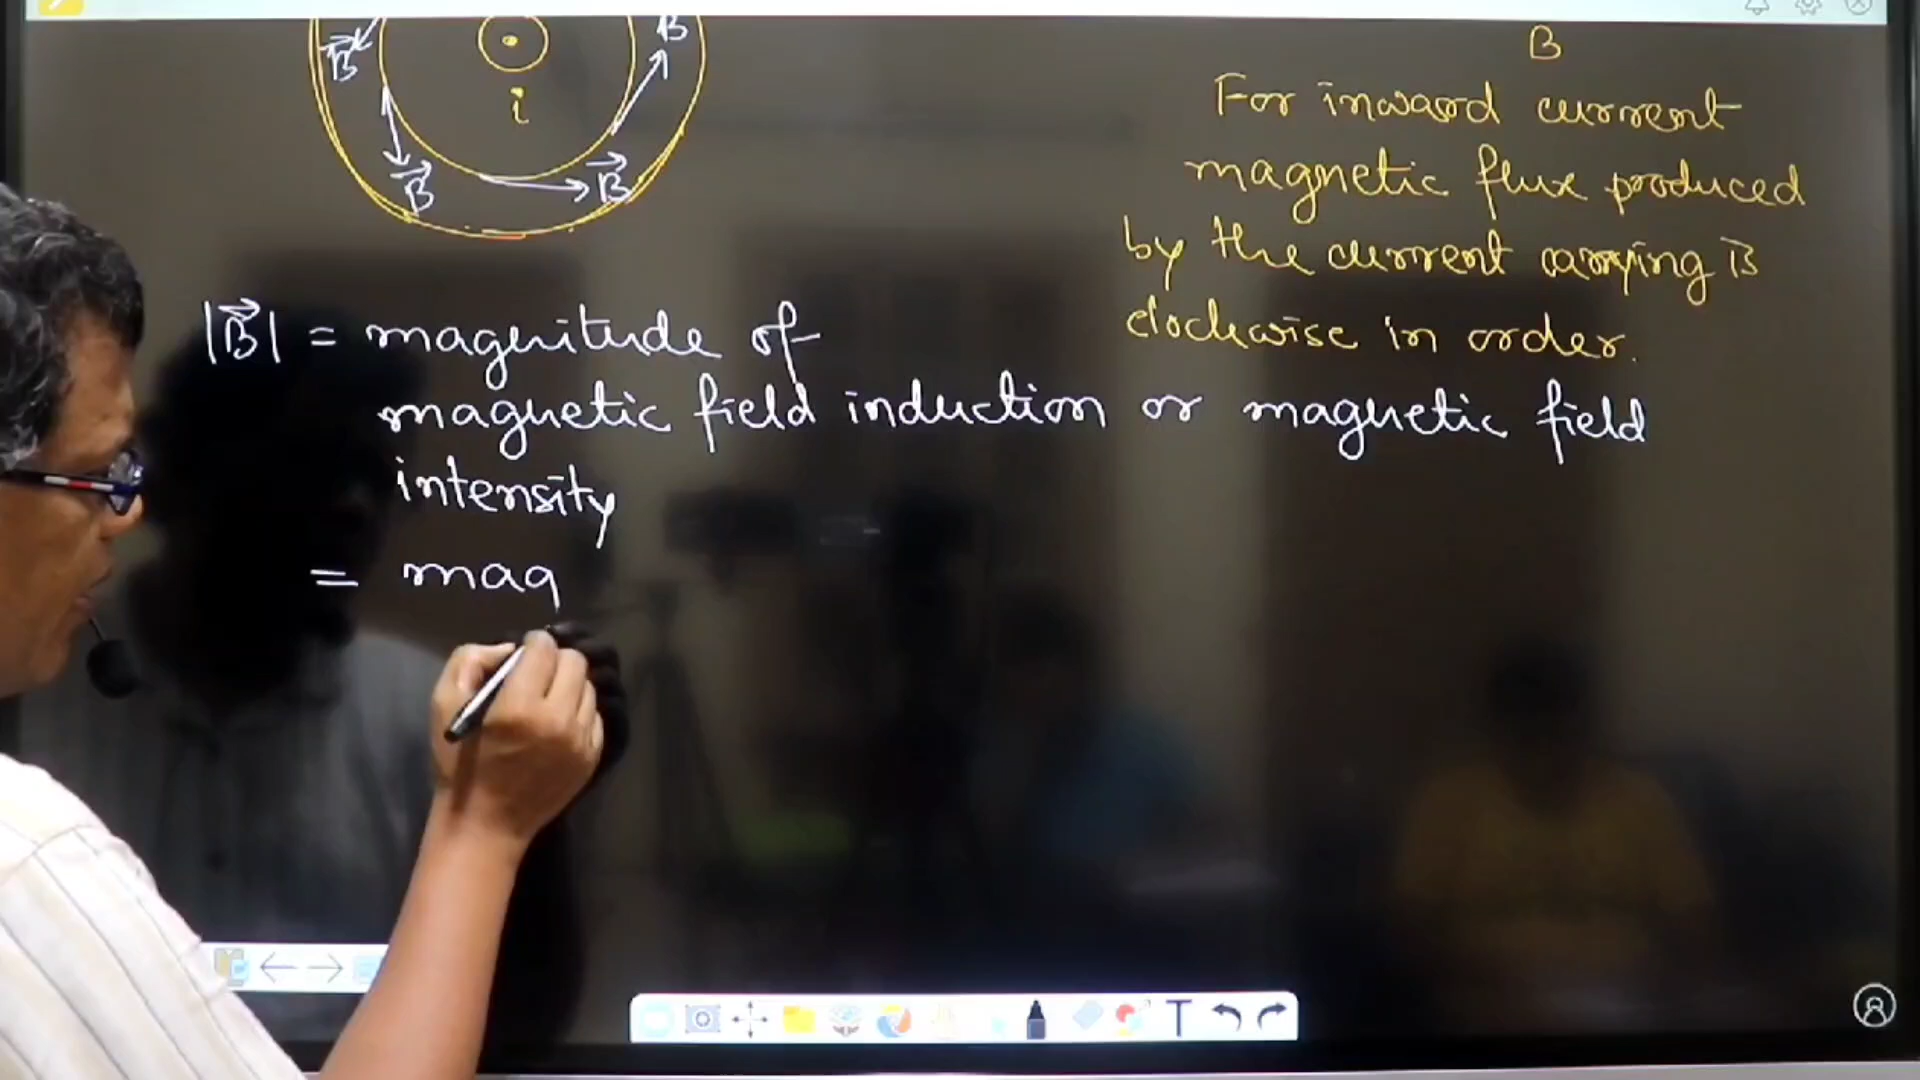 B
B
i
B
B
B
For inward current
magnetic flux produced
by the current carrying B
clockwise in order.
|B| = magnitude of
magnetic field induction or magnetic field
intensity
= mag
T